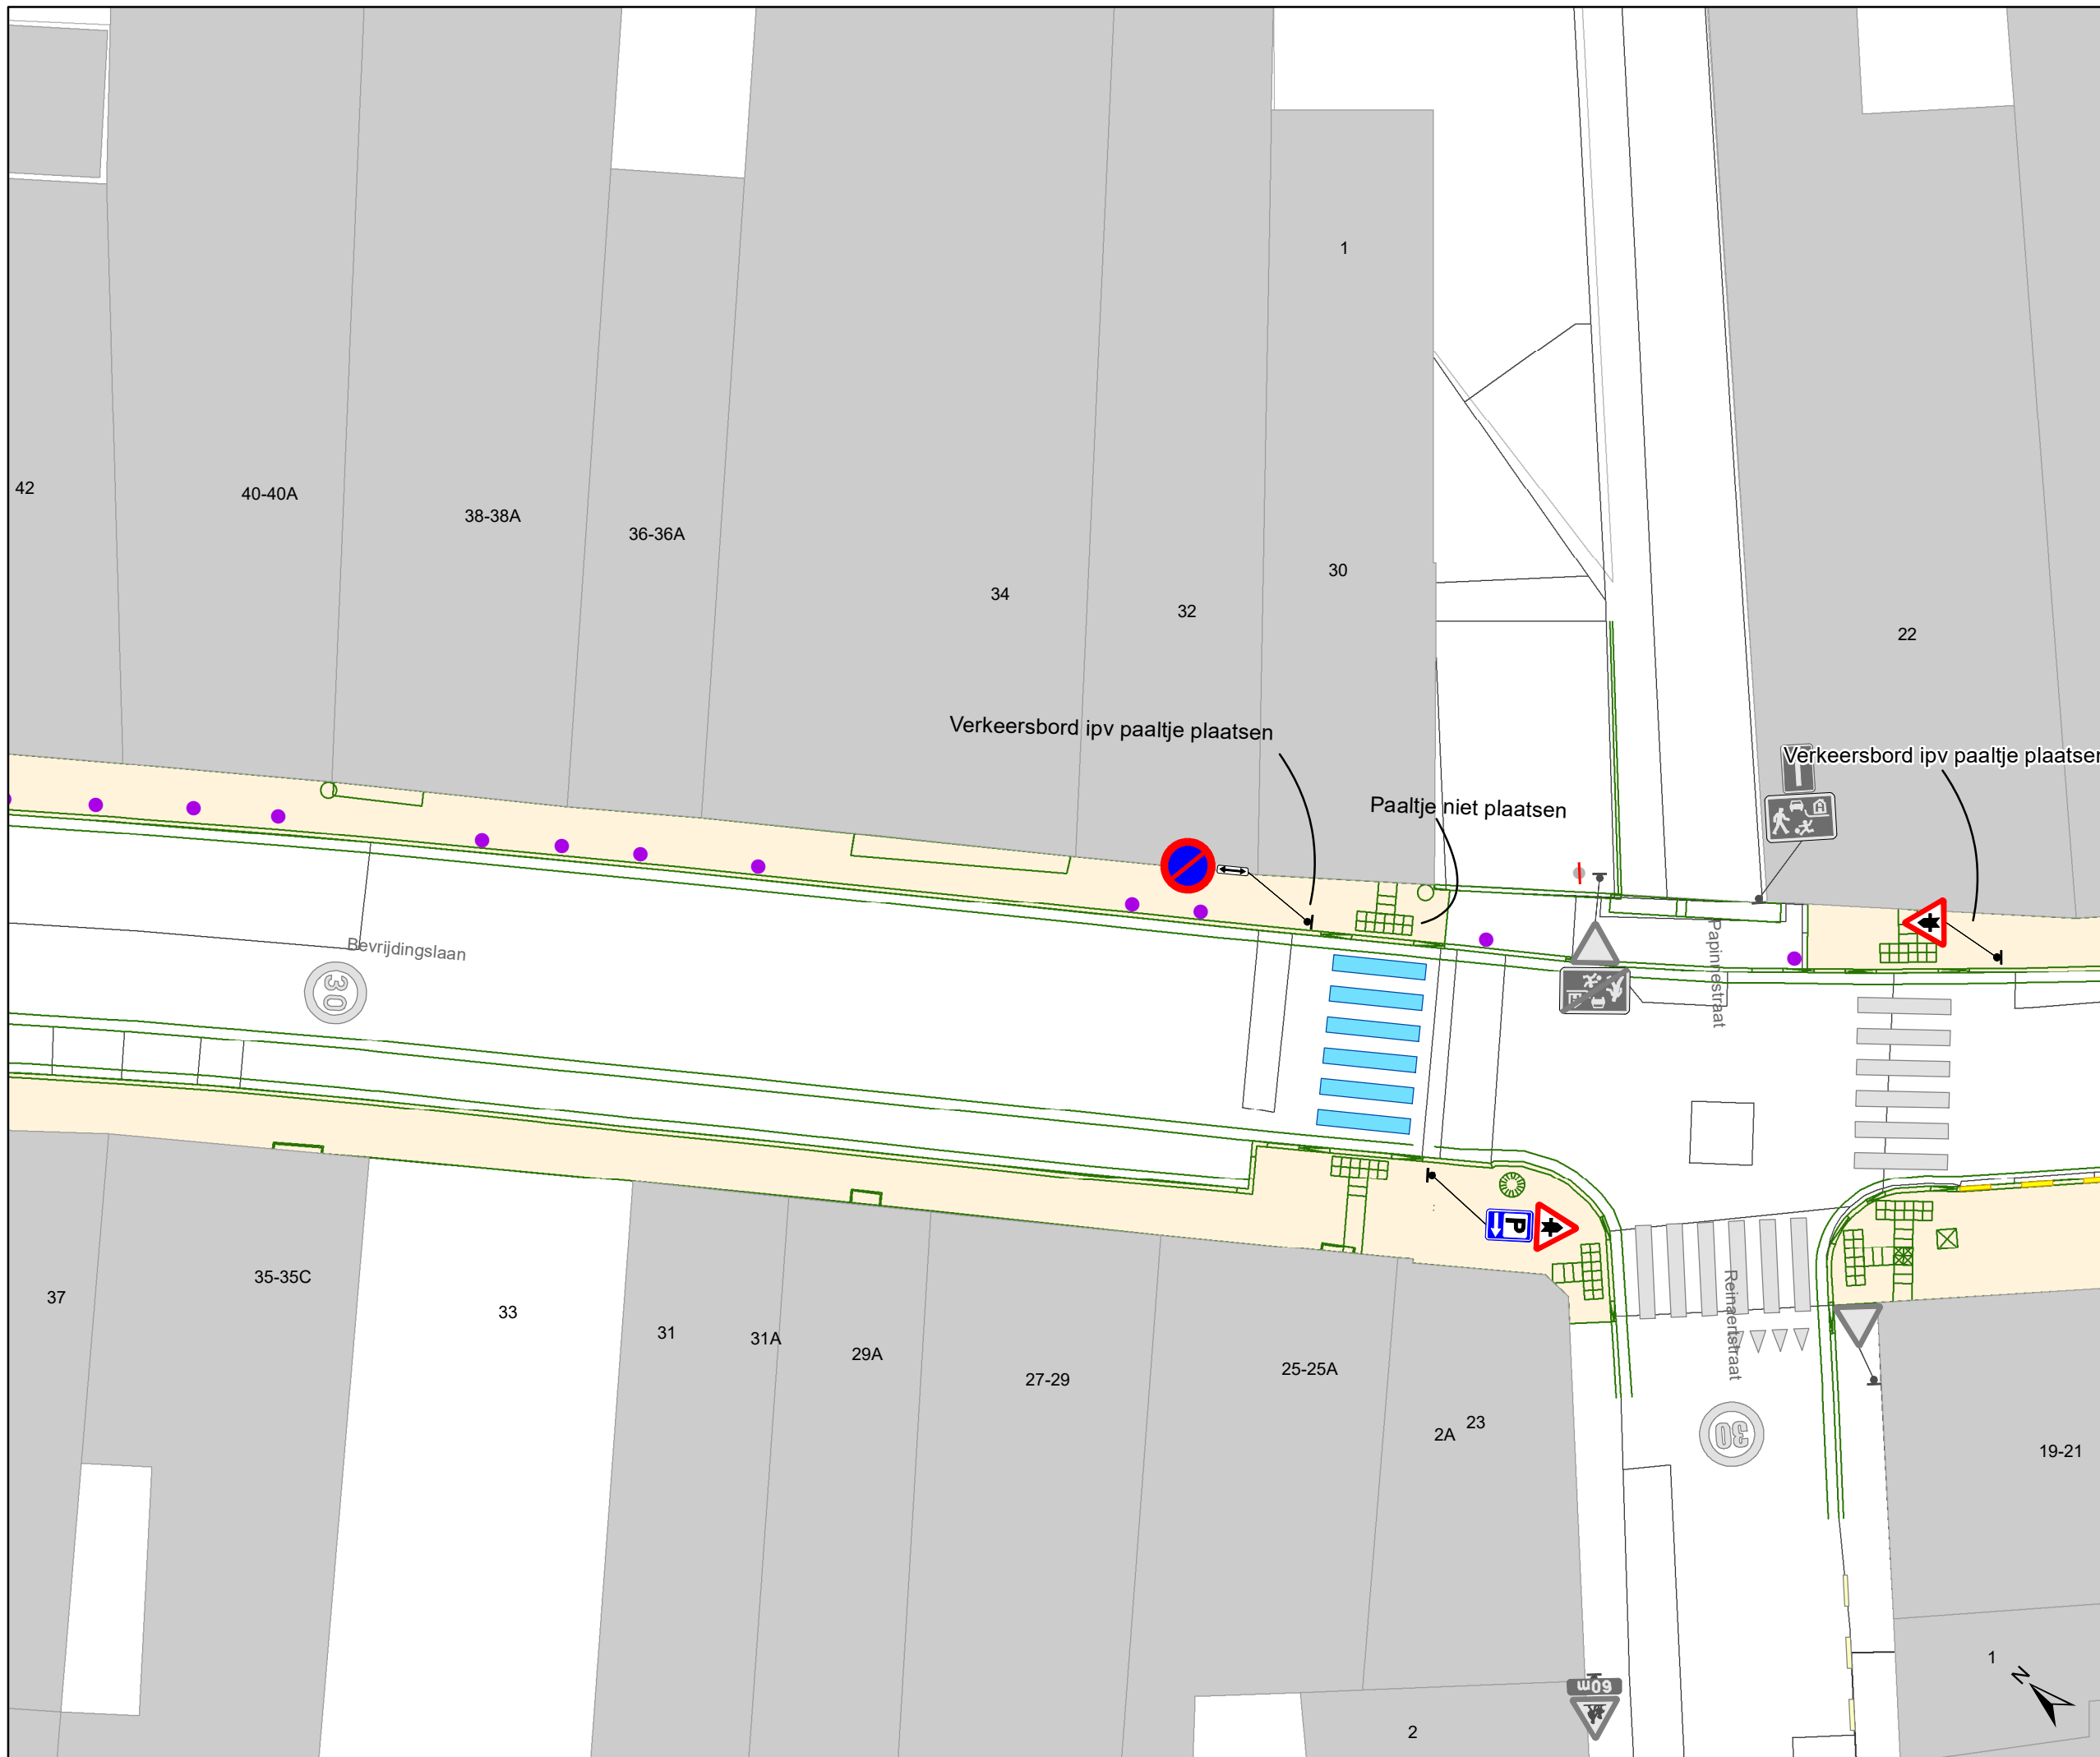 1
42
40-40A
38-38A
36-36A
34
32
30
22
Verkeersbord ipv paaltje plaatsen
Verkeersbord ipv paaltje plaatsen
Paaltje niet plaatsen
Bevrijdingslaan
30
Papinnestraat
P
37
35-35C
33
31
31A
29A
27-29
25-25A
2A
23
Reinaertstraat
30
19-21
1
N
60m
2